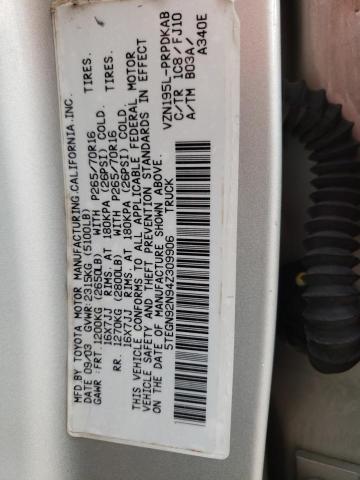 MFD BY TOYOTA MOTOR MANUFACTURING, CALIFORNIA, INC.
DATE 09/03 GVWR: 2315KG (5100LB)
GAWR : FRT 1200KG (2650LB) WITH P265/70R16 TIRES.
16X7JJ RIMS. AT 180KPA (26PSI) COLD.
RR. 1270KG (2800LB) WITH P265/70R16 TIRES.
16X7JJ RIMS. AT 180KPA (26PSI) COLD.
THIS VEHICLE CONFORMS TO ALL APPLICABLE FEDERAL MOTOR
VEHICLE SAFETY AND THEFT PREVENTION STANDARDS IN EFFECT
ON THE DATE OF MANUFACTURE SHOWN ABOVE.
5TEGN92N94Z309906 TRUCK
VZN195L-PRPDKAB
C/TR 1C8/FJ10
A/TM B03A/
A340E